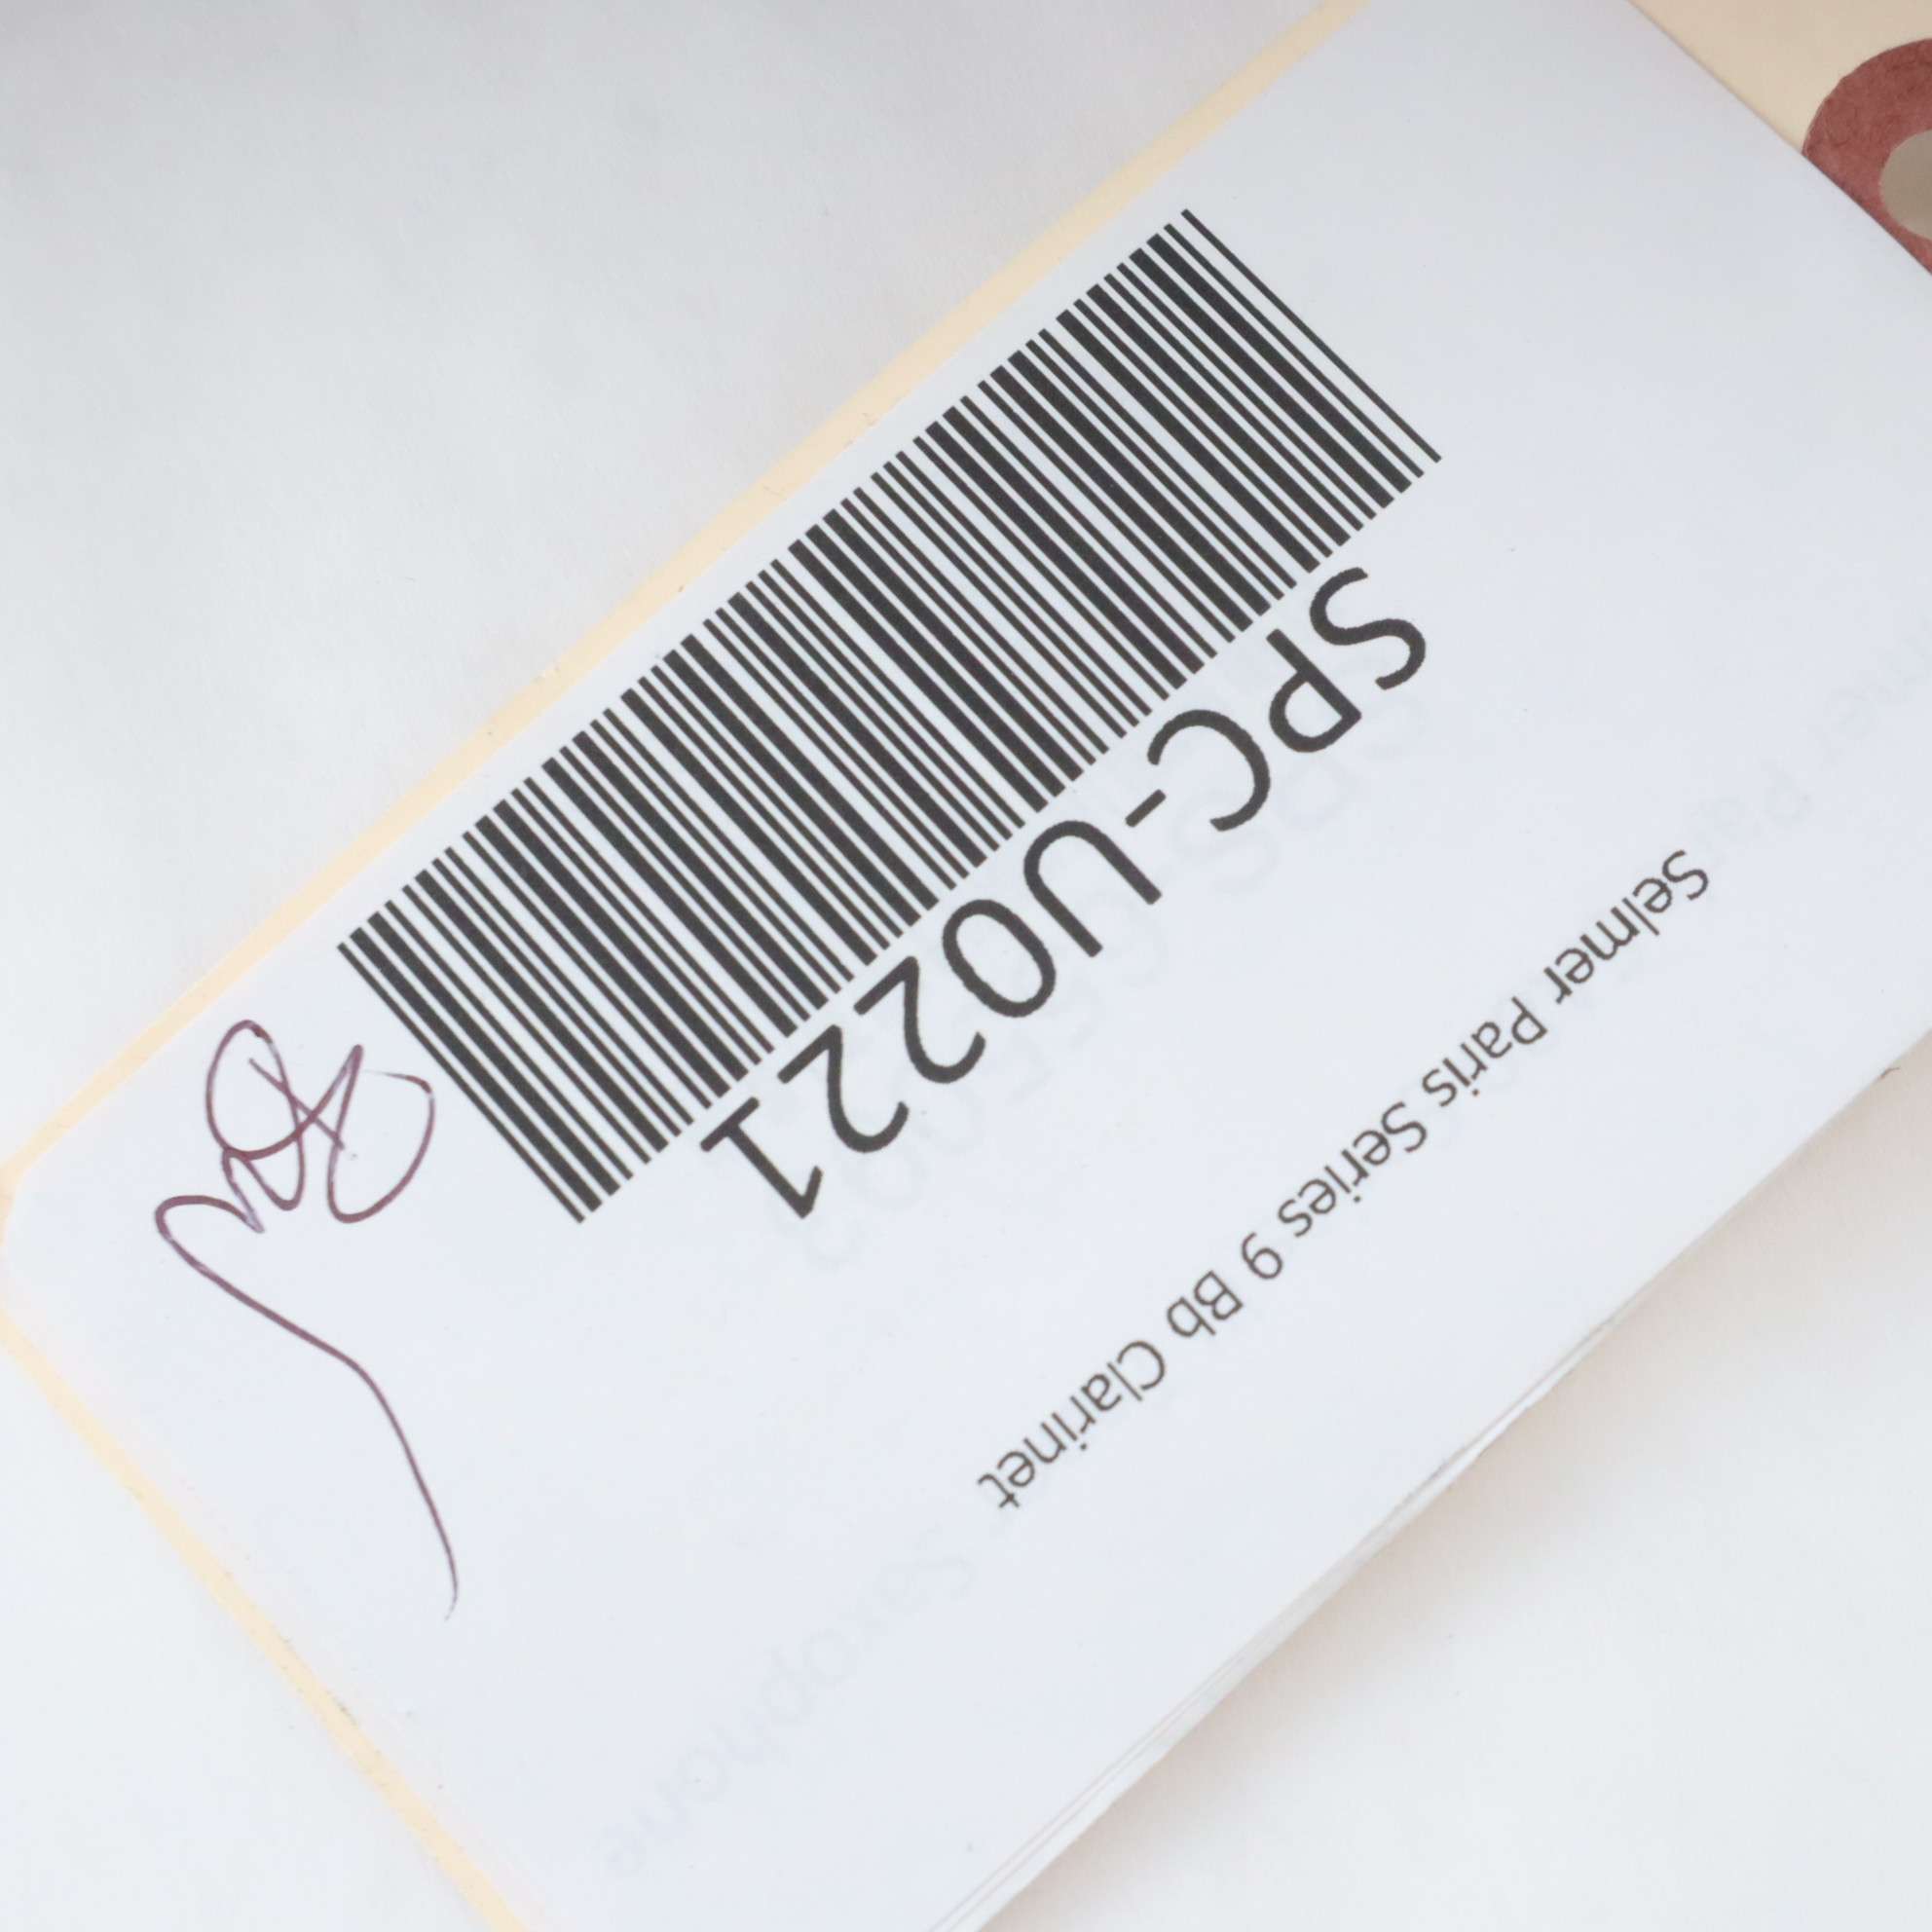 SPC-U0221
Selmer Paris Series 9 Bb Clarinet